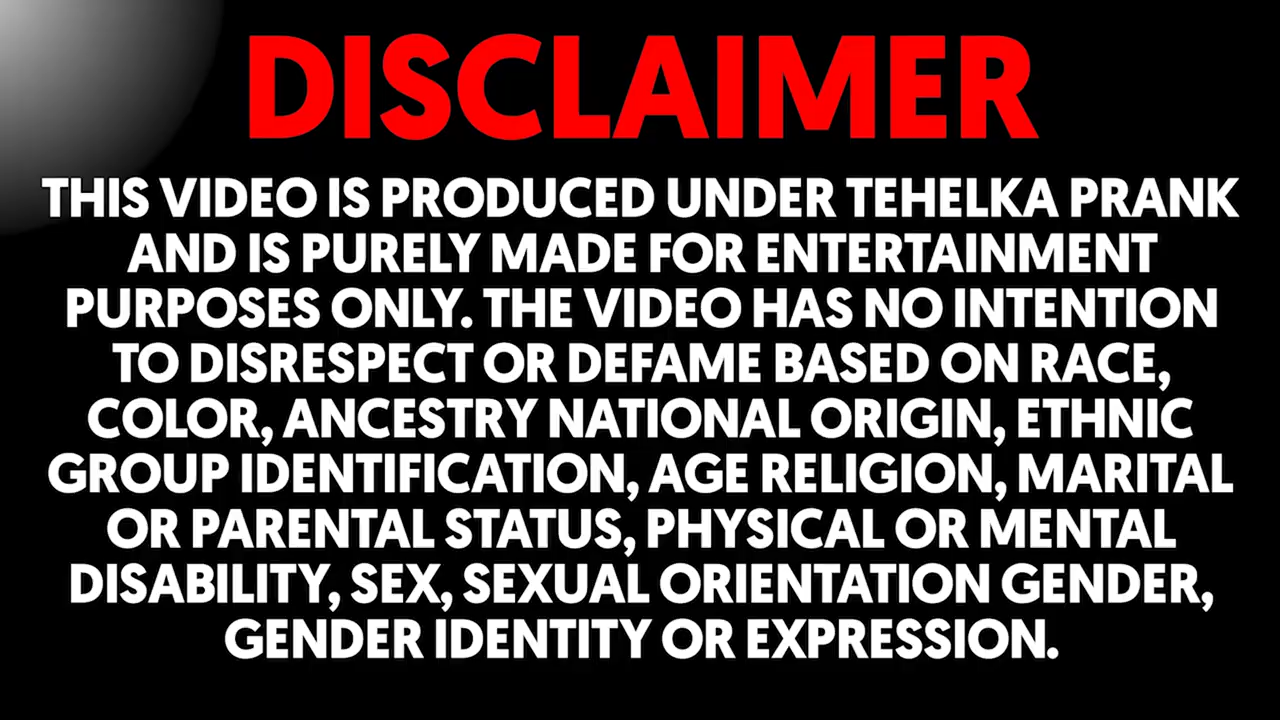 DISCLAIMER
THIS VIDEO IS PRODUCED UNDER TEHELKA PRANK
AND IS PURELY MADE FOR ENTERTAINMENT
PURPOSES ONLY. THE VIDEO HAS NO INTENTION
TO DISRESPECT OR DEFAME BASED ON RACE,
COLOR, ANCESTRY NATIONAL ORIGIN, ETHNIC
GROUP IDENTIFICATION, AGE RELIGION, MARITAL
OR PARENTAL STATUS, PHYSICAL OR MENTAL
DISABILITY, SEX, SEXUAL ORIENTATION GENDER,
GENDER IDENTITY OR EXPRESSION.